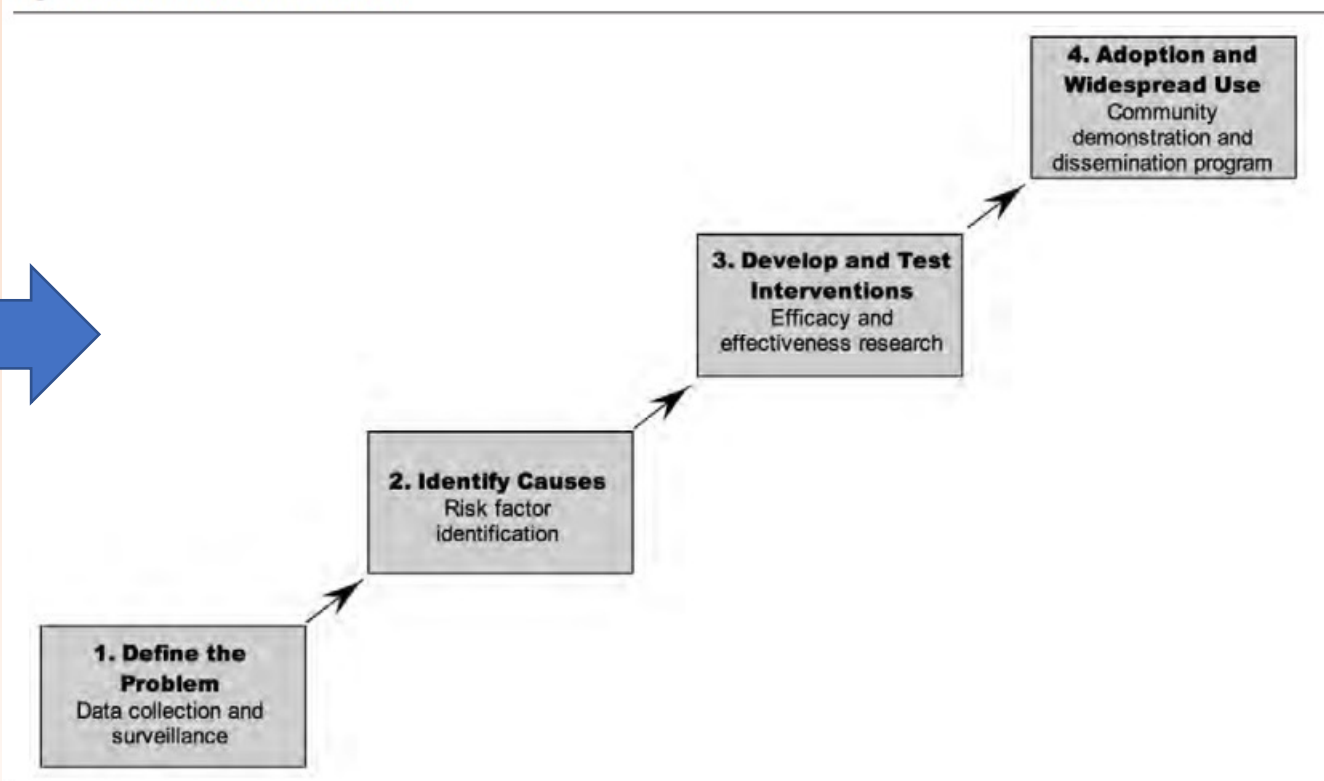 4. Adoption and
Widespread Use
Community
demonstration and
dissemination program
3. Develop and Test
Interventions
Efficacy and
effectiveness research
2. Identify Causes
Risk factor
identification
1. Define the
Problem
Data collection and
surveillance